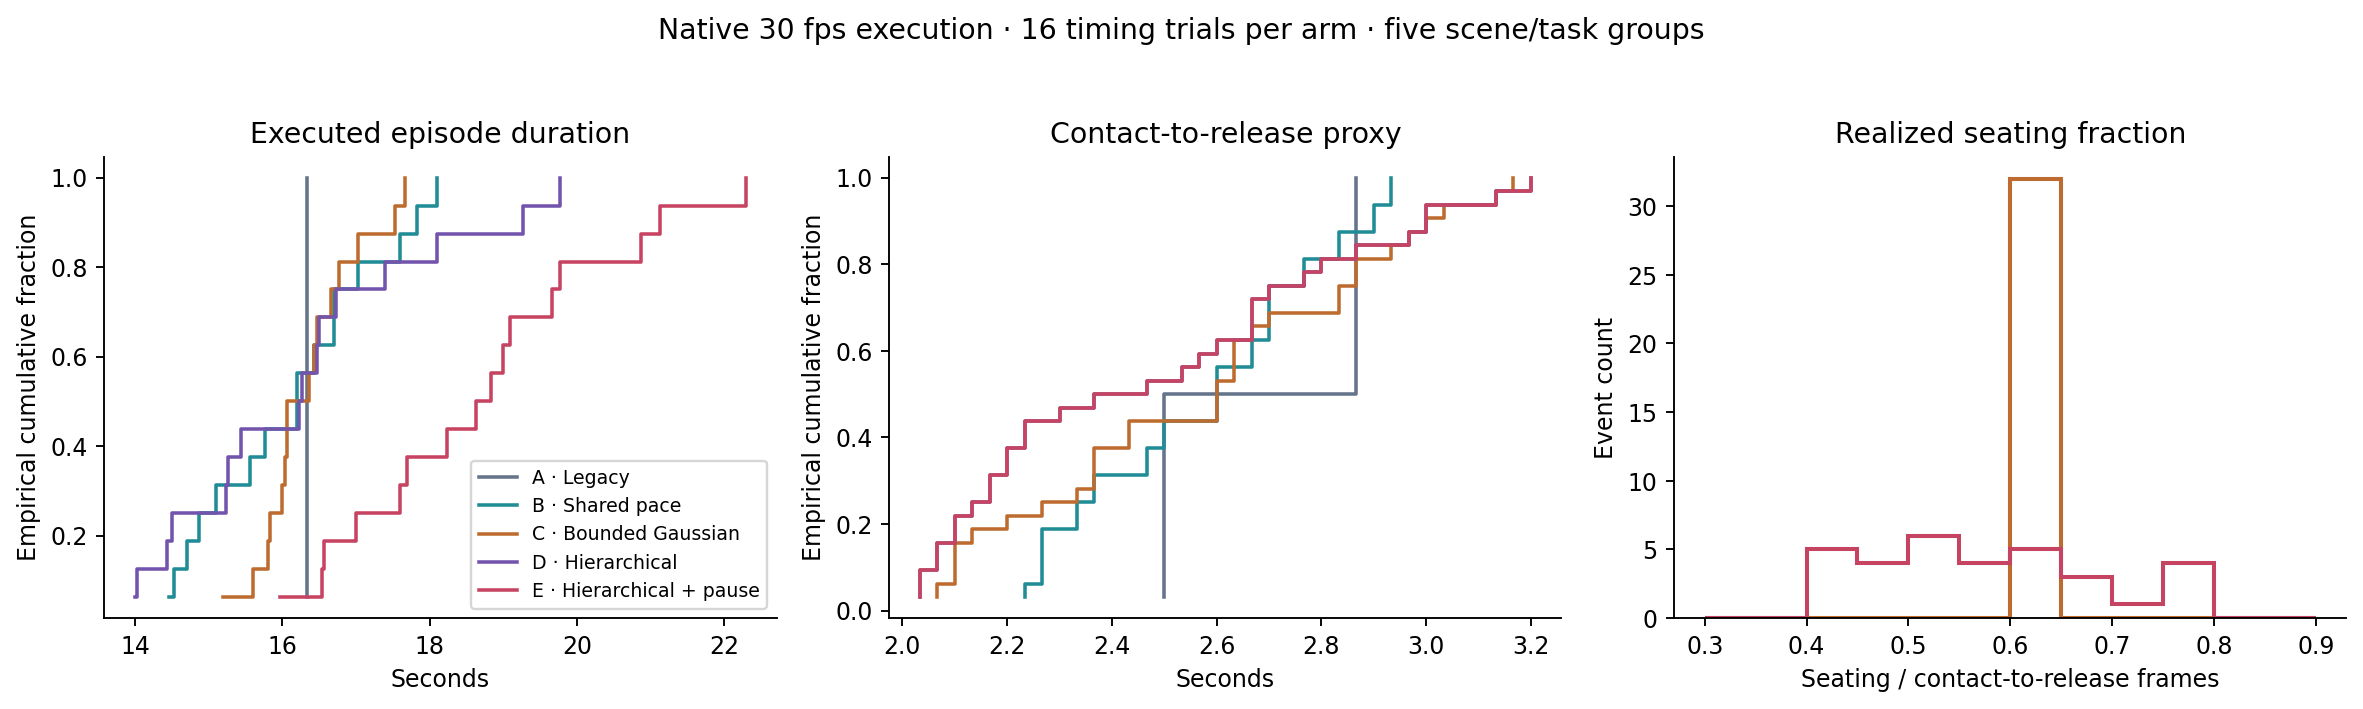 Native 30 fps execution · 16 timing trials per arm · five scene/task groups
Executed episode duration
Empirical cumulative fraction
1.0
0.8
0.6
0.4
0.2
14
16
18
20
22
Seconds
A · Legacy
B · Shared pace
C · Bounded Gaussian
D · Hierarchical
E · Hierarchical + pause
Contact-to-release proxy
Empirical cumulative fraction
1.0
0.8
0.6
0.4
0.2
0.0
2.0
2.2
2.4
2.6
2.8
3.0
3.2
Seconds
Realized seating fraction
Event count
30
25
20
15
10
5
0
0.3
0.4
0.5
0.6
0.7
0.8
0.9
Seating / contact-to-release frames